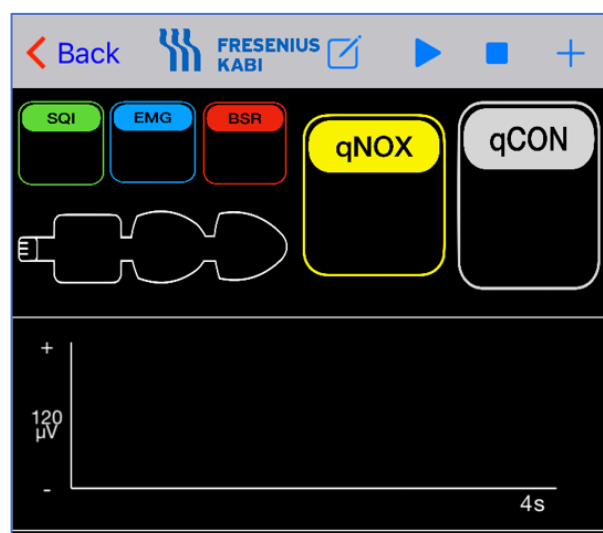 Back
FRESENIUS
KABI
SQI
EMG
BSR
qNOX
qCON
+
120
µV
-
4s